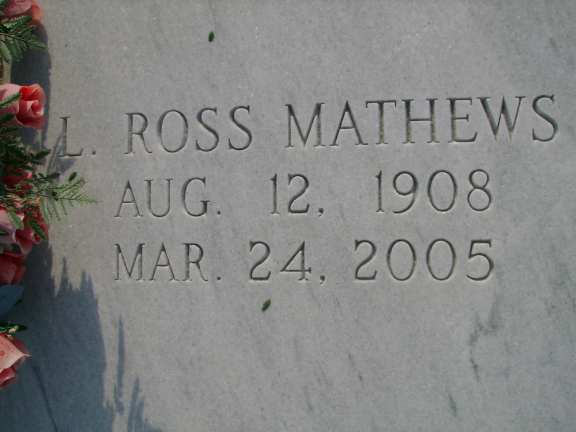 L. ROSS MATHEWS
AUG. 12, 1908
MAR. 24, 2005